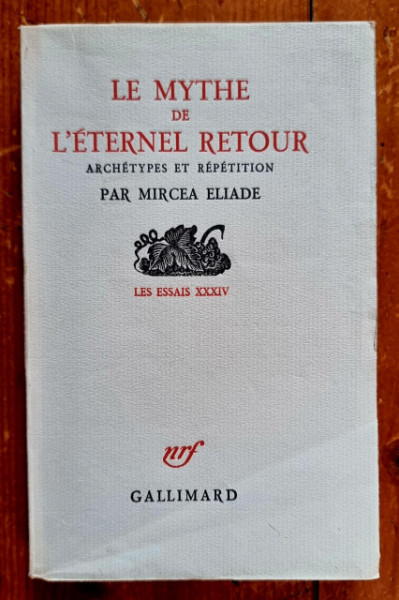 LE MYTHE
DE
L'ÉTERNEL RETOUR
ARCHÉTYPES ET RÉPÉTITION
PAR MIRCEA ELIADE
LES ESSAIS XXXIV
nrf
GALLIMARD